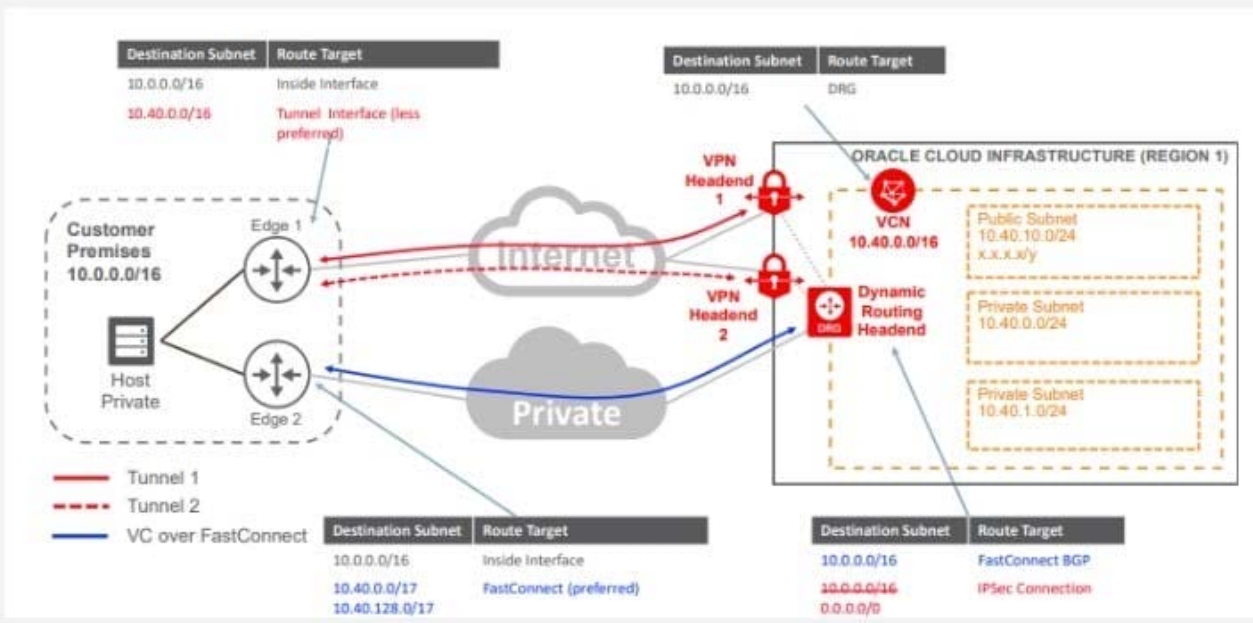 Destination Subnet Route Target
10.0.0.0/16 Inside Interface
10.40.0.0/16 Tunnel Interface (less
preferred)
Destination Subnet Route Target
10.0.0.0/16 DRG
ORACLE CLOUD INFRASTRUCTURE (REGION 1)
VPN
Headend
1
VCN
10.40.0.0/16
Public Subnet
10.40.10.0/24
x.x.x.x/y
Customer
Premises
10.0.0.0/16
Edge 1
Internet
VPN
Headend
2
Dynamic
Routing
Headend
DRG
Private Subnet
10.40.0.0/24
Host
Private
Edge 2
Private
Private Subnet
10.40.1.0/24
Tunnel 1
Tunnel 2
VC over FastConnect
Destination Subnet Route Target
10.0.0.0/16 Inside Interface
10.40.0.0/17 FastConnect (preferred)
10.40.128.0/17
Destination Subnet Route Target
10.0.0.0/16 FastConnect BGP
10.0.0.0/16 IPSec Connection
0.0.0.0/0